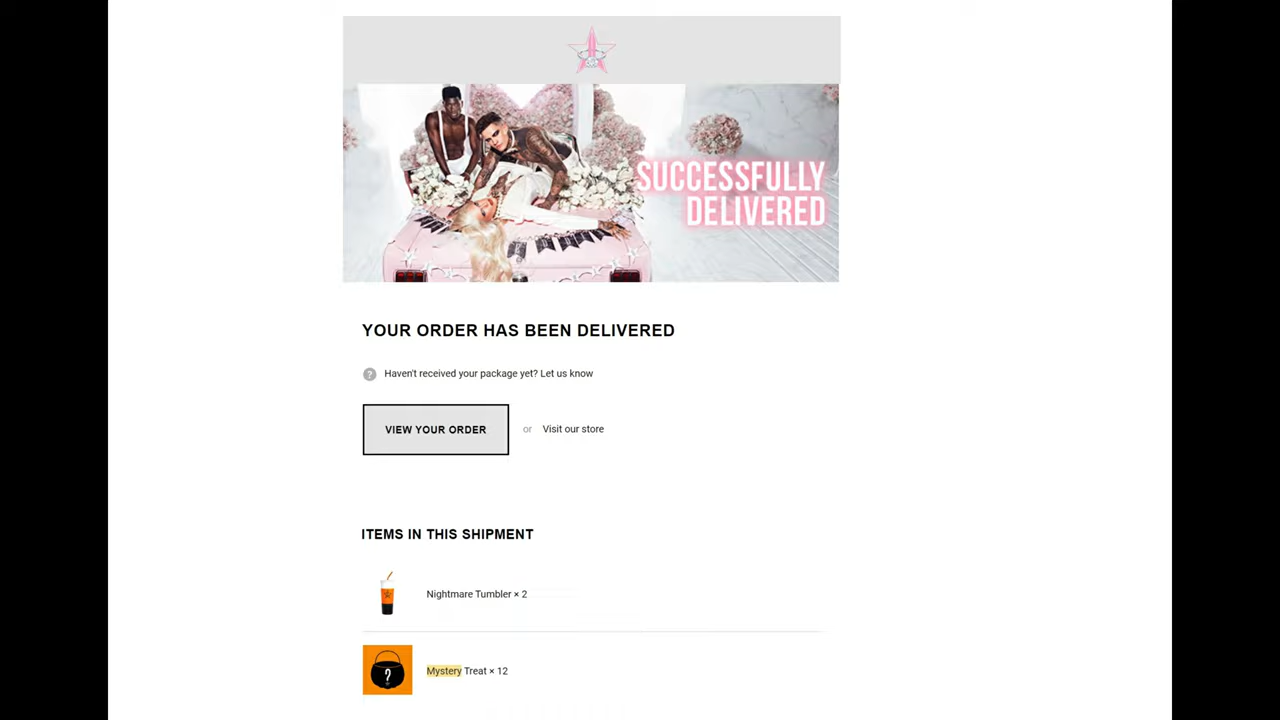 SUCCESSFULLY
DELIVERED
YOUR ORDER HAS BEEN DELIVERED
? Haven't received your package yet? Let us know
VIEW YOUR ORDER or Visit our store
ITEMS IN THIS SHIPMENT
Nightmare Tumbler × 2
?
Mystery Treat × 12